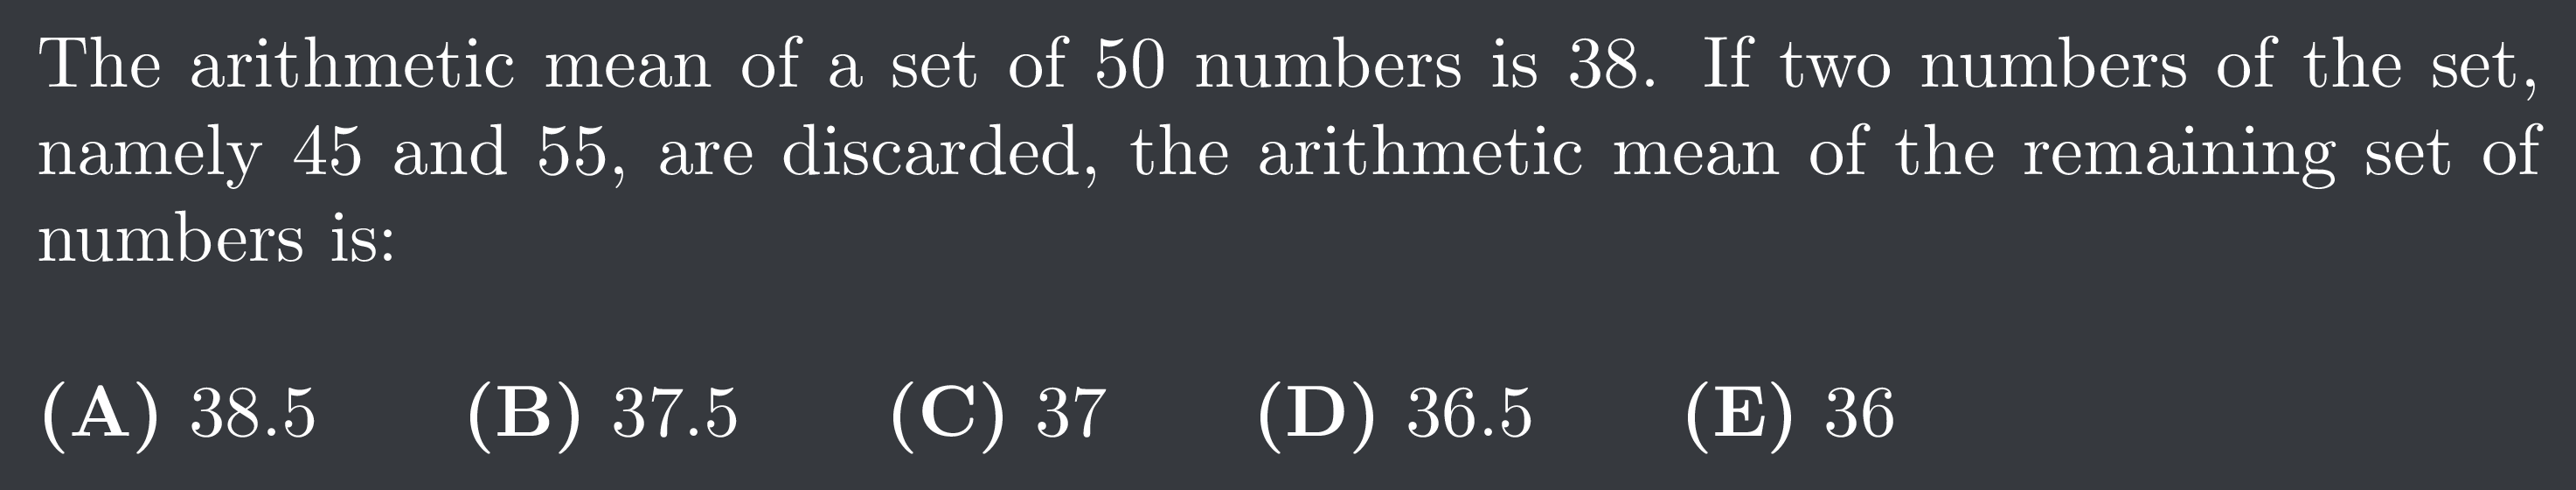 The arithmetic mean of a set of 50 numbers is 38. If two numbers of the set,
namely 45 and 55, are discarded, the arithmetic mean of the remaining set of
numbers is:
(A) 38.5 (B) 37.5 (C) 37 (D) 36.5 (E) 36